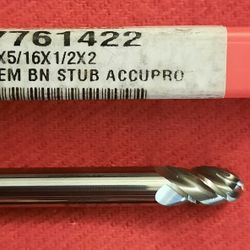 7761422
X5/16X1/2X2
EM BN STUB ACCUPRO